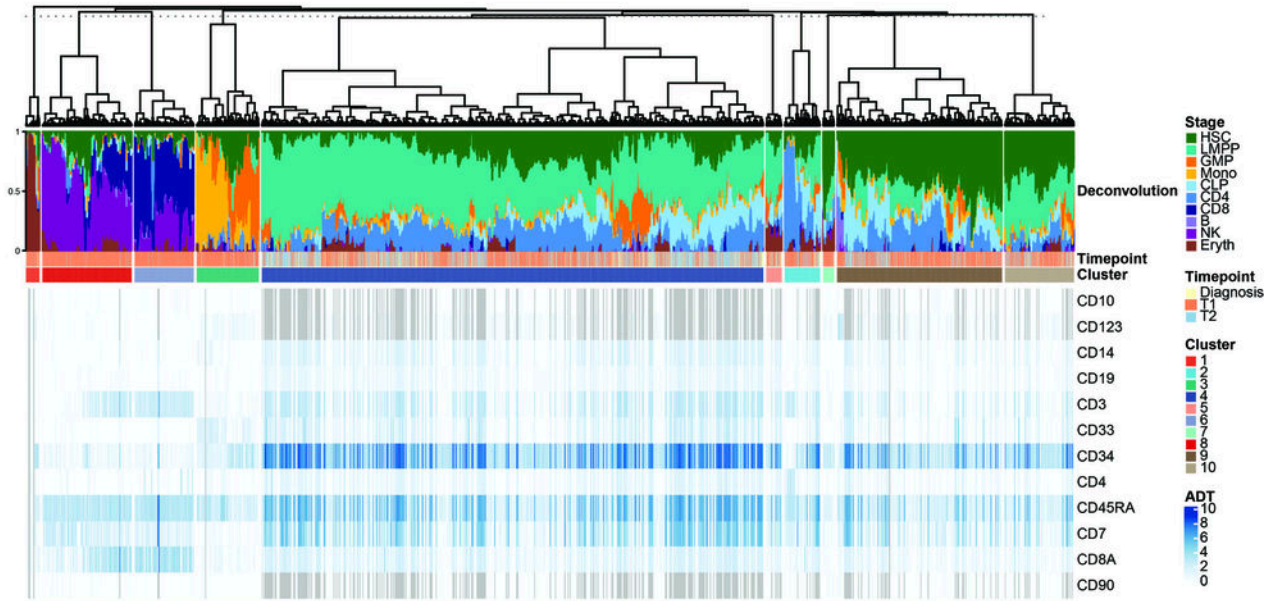 1
0.5
0
Deconvolution
Timepoint
Cluster
CD10
CD123
CD14
CD19
CD3
CD33
CD34
CD4
CD45RA
CD7
CD8A
CD90
Stage
HSC
LMPP
GMP
Mono
CLP
CD4
CD8
B
NK
Eryth
Timepoint
Diagnosis
T1
T2
Cluster
1
2
3
4
5
6
7
8
9
10
ADT
10
8
6
4
2
0